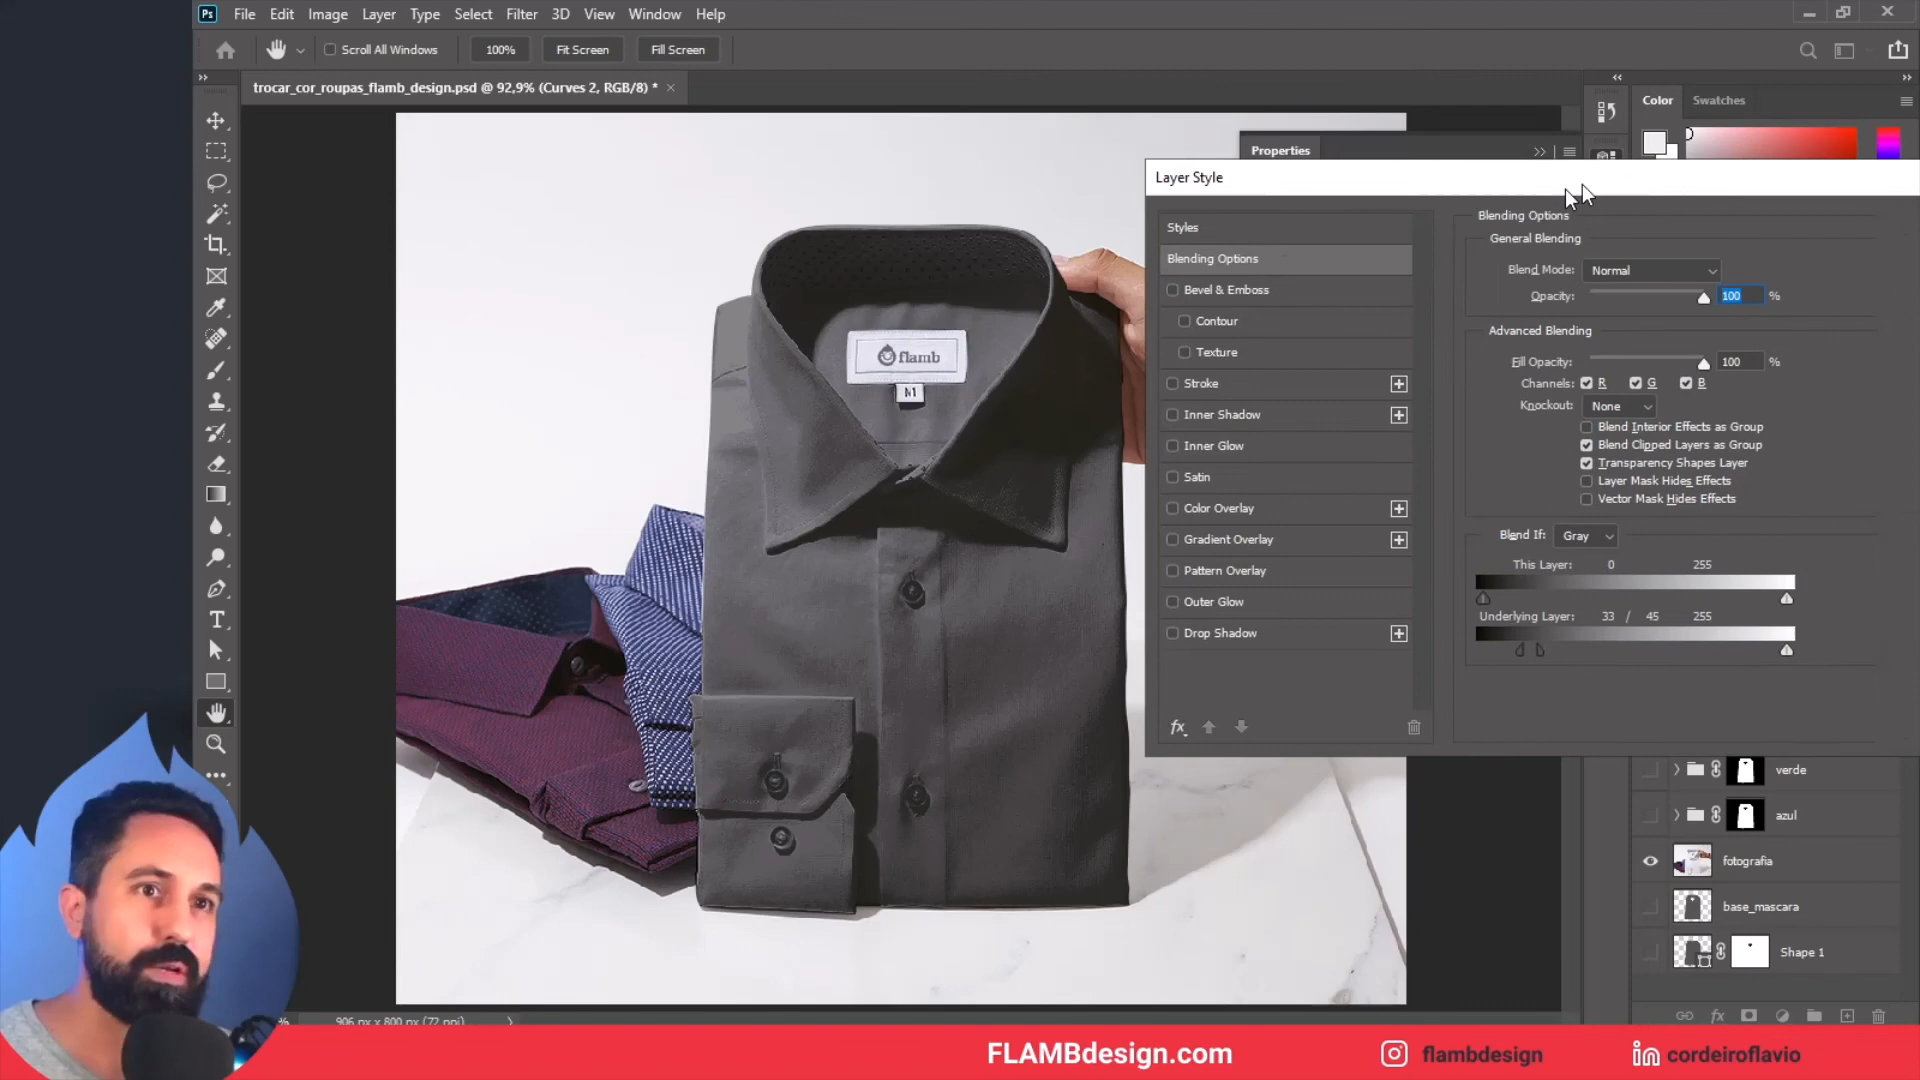 Ps File Edit Image Layer Type Select Filter 3D View Window Help
Scroll All Windows 100% Fit Screen Fill Screen
trocar_cor_roupas_flamb_design.psd @ 92,9% (Curves 2, RGB/8) *
Color Swatches
Properties
Layer Style
Styles
Blending Options
Bevel & Emboss
Contour
Texture
Stroke
Inner Shadow
Inner Glow
Satin
Color Overlay
Gradient Overlay
Pattern Overlay
Outer Glow
Drop Shadow
fx
Blending Options
General Blending
Blend Mode: Normal
Opacity: 100 %
Advanced Blending
Fill Opacity: 100 %
Channels: R G B
Knockout: None
Blend Interior Effects as Group
Blend Clipped Layers as Group
Transparency Shapes Layer
Layer Mask Hides Effects
Vector Mask Hides Effects
Blend If: Gray
This Layer: 0 255
Underlying Layer: 33 / 45 255
flamb
N1
verde
azul
fotografia
base_mascara
Shape 1
fx
% 906 px x 800 px (72 ppi)
FLAMBdesign.com
flambdesign
in cordeiroflavio